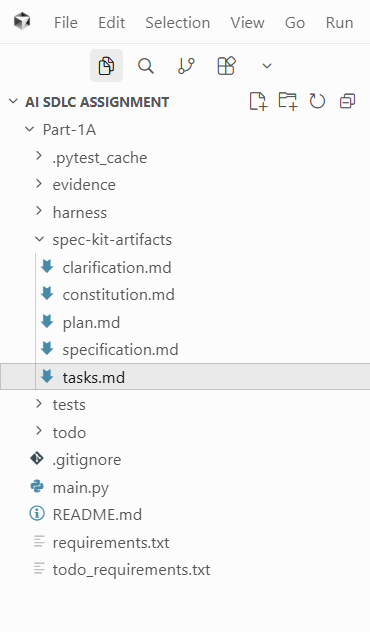 File Edit Selection View Go Run
AI SDLC ASSIGNMENT
Part-1A
.pytest_cache
evidence
harness
spec-kit-artifacts
clarification.md
constitution.md
plan.md
specification.md
tasks.md
tests
todo
.gitignore
main.py
README.md
requirements.txt
todo_requirements.txt